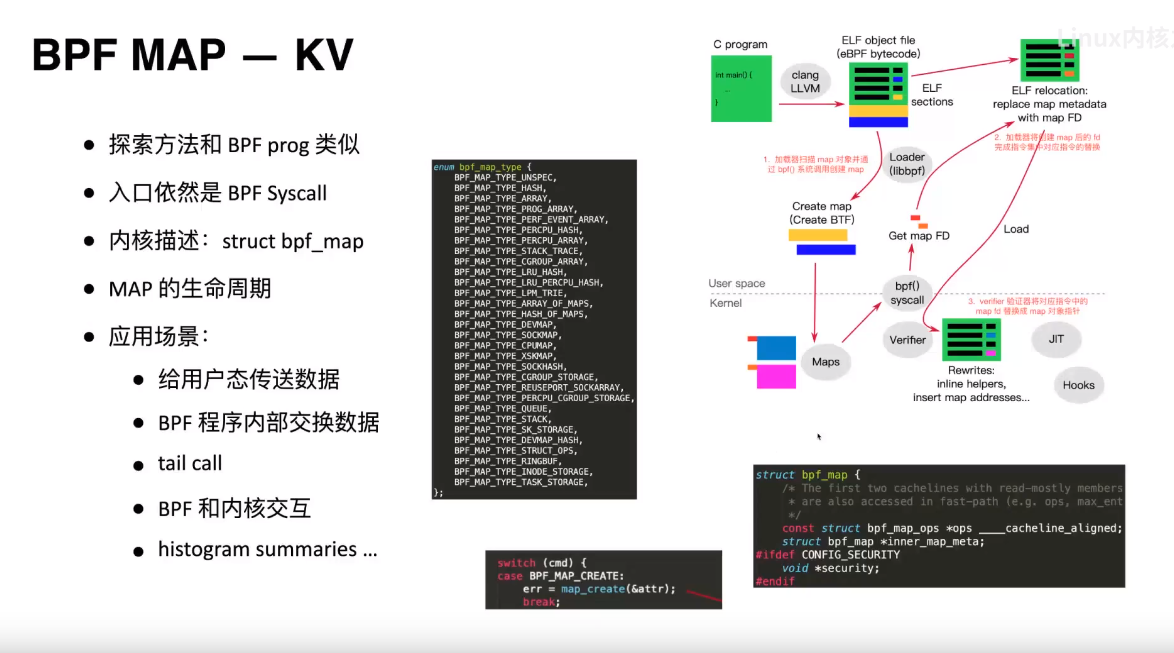 BPF MAP — KV
Linux内核
• 探索方法和 BPF prog 类似
• 入口依然是 BPF Syscall
• 内核描述：struct bpf_map
• MAP 的生命周期
• 应用场景：
• 给用户态传送数据
• BPF 程序内部交换数据
• tail call
• BPF 和内核交互
• histogram summaries ...
enum bpf_map_type {
BPF_MAP_TYPE_UNSPEC,
BPF_MAP_TYPE_HASH,
BPF_MAP_TYPE_ARRAY,
BPF_MAP_TYPE_PROG_ARRAY,
BPF_MAP_TYPE_PERF_EVENT_ARRAY,
BPF_MAP_TYPE_PERCPU_HASH,
BPF_MAP_TYPE_PERCPU_ARRAY,
BPF_MAP_TYPE_STACK_TRACE,
BPF_MAP_TYPE_CGROUP_ARRAY,
BPF_MAP_TYPE_LRU_HASH,
BPF_MAP_TYPE_LRU_PERCPU_HASH,
BPF_MAP_TYPE_LPM_TRIE,
BPF_MAP_TYPE_ARRAY_OF_MAPS,
BPF_MAP_TYPE_HASH_OF_MAPS,
BPF_MAP_TYPE_DEVMAP,
BPF_MAP_TYPE_SOCKMAP,
BPF_MAP_TYPE_CPUMAP,
BPF_MAP_TYPE_XSKMAP,
BPF_MAP_TYPE_SOCKHASH,
BPF_MAP_TYPE_CGROUP_STORAGE,
BPF_MAP_TYPE_REUSEPORT_SOCKARRAY,
BPF_MAP_TYPE_PERCPU_CGROUP_STORAGE,
BPF_MAP_TYPE_QUEUE,
BPF_MAP_TYPE_STACK,
BPF_MAP_TYPE_SK_STORAGE,
BPF_MAP_TYPE_DEVMAP_HASH,
BPF_MAP_TYPE_STRUCT_OPS,
BPF_MAP_TYPE_RINGBUF,
BPF_MAP_TYPE_INODE_STORAGE,
BPF_MAP_TYPE_TASK_STORAGE,
};
switch (cmd) {
case BPF_MAP_CREATE:
err = map_create(&attr);
break;
C program
int main() {
...
}
clang
LLVM
ELF object file
(eBPF bytecode)
ELF
sections
ELF relocation:
replace map metadata
with map FD
1. 加载器扫描 map 对象并通
过 bpf() 系统调用创建 map
Loader
(libbpf)
2. 加载器将创建 map 后的 fd
完成指令集中对应指令的替换
Create map
(Create BTF)
Get map FD
Load
User space
Kernel
bpf()
syscall
3. verifier 验证器将对应指令中的
map fd 替换成 map 对象指针
Maps
Verifier
JIT
Rewrites:
inline helpers,
insert map addresses...
Hooks
struct bpf_map {
/* The first two cachelines with read-mostly members
* are also accessed in fast-path (e.g. ops, max_ent
*/
const struct bpf_map_ops *ops ____cacheline_aligned;
struct bpf_map *inner_map_meta;
#ifdef CONFIG_SECURITY
void *security;
#endif